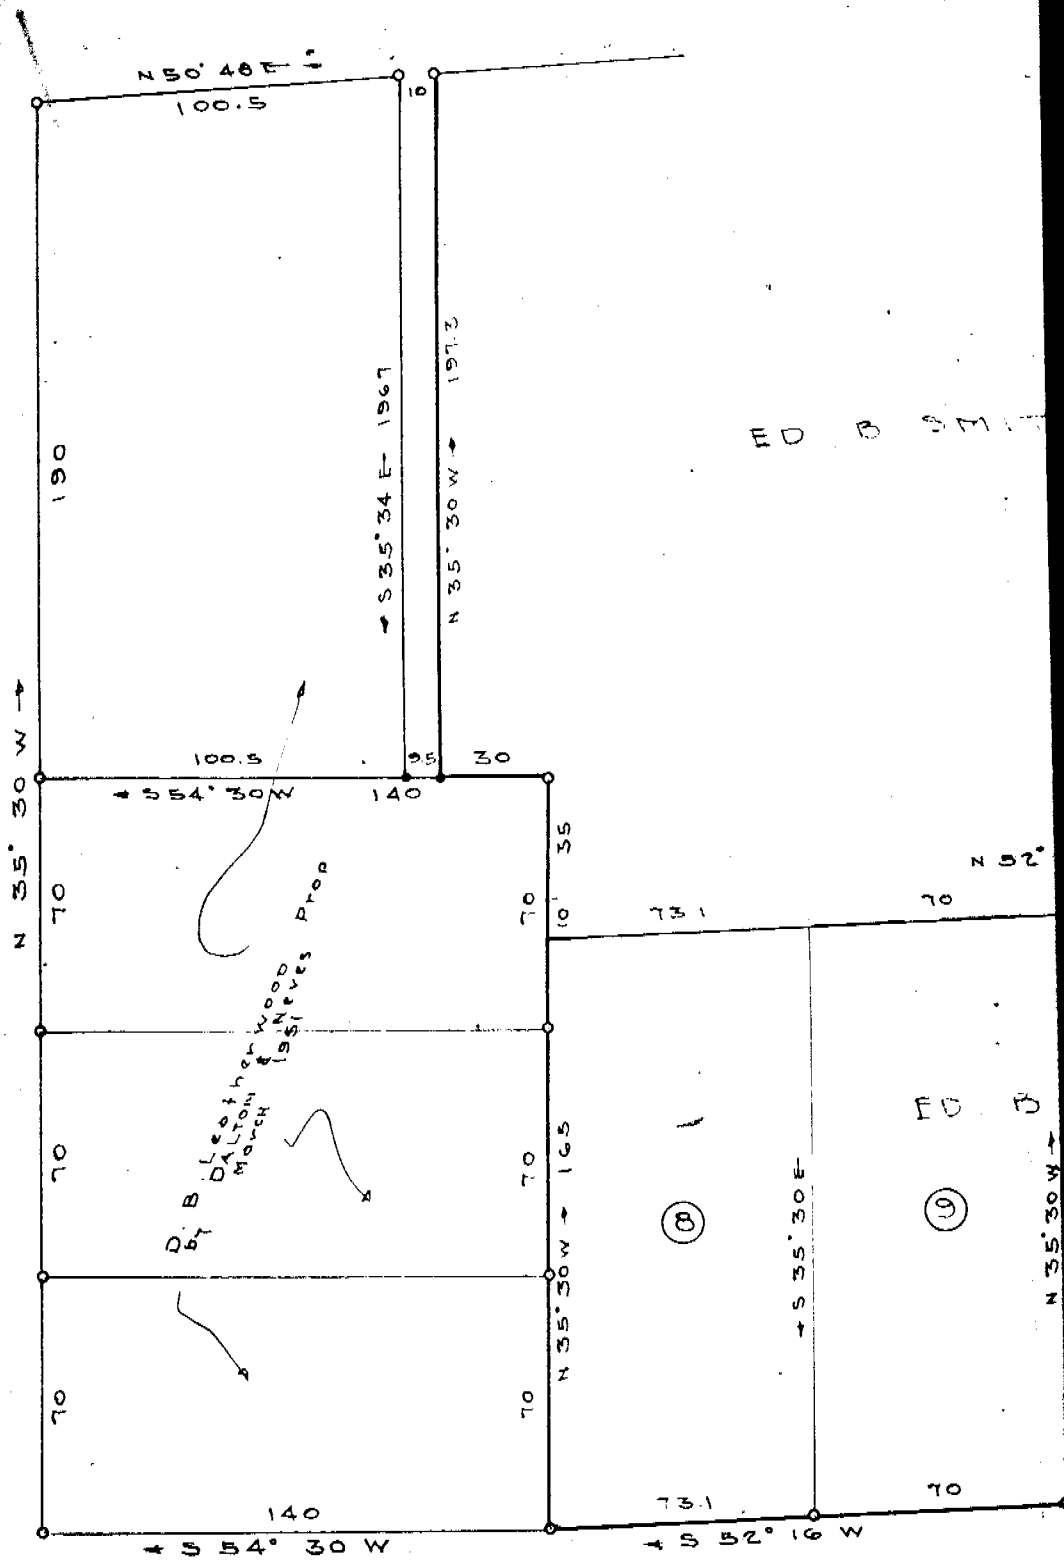 N 50° 48 E
100.5
10
190
← S 35° 34 E - 196.7
N 35° 30 W → 197.3
ED B SMIT
N 35° 30 W →
100.5
9.5
30
← S 54° 30 W
140
70
70
35
10
73.1
70
N 52°
D. B. Leatherwood Prop
by DALTON & Neves
March 1951
70
70
N 35° 30 W → 165
8
← S 35° 30 E
ED B
9
N 35° 30 W →
70
70
140
← S 54° 30 W
73.1
70
← S 52° 16 W